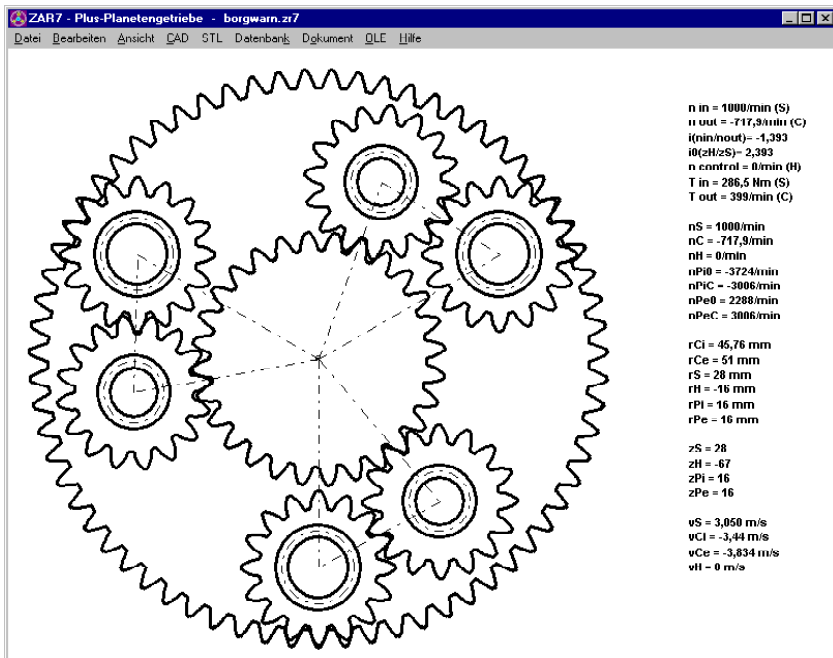 ZAR7 - Plus-Planetengetriebe - borgwarn.zr7
Datei Bearbeiten Ansicht CAD STL Datenbank Dokument OLE Hilfe
n in = 1000/min (S)
n out = -717,9/min (C)
i(nin/nout)= -1,393
i0(zH/zS)= 2,393
n control = 0/min (H)
T in = 286,5 Nm (S)
T out = 399/min (C)
nS = 1000/min
nC = -717,9/min
nH = 0/min
nPi0 = -3724/min
nPiC = -3006/min
nPe0 = 2288/min
nPeC = 3006/min
rCi = 45,76 mm
rCe = 51 mm
rS = 28 mm
rH = -16 mm
rPi = 16 mm
rPe = 16 mm
zS = 28
zH = -67
zPi = 16
zPe = 16
vS = 3,050 m/s
vCi = -3,44 m/s
vCe = -3,834 m/s
vH = 0 m/s